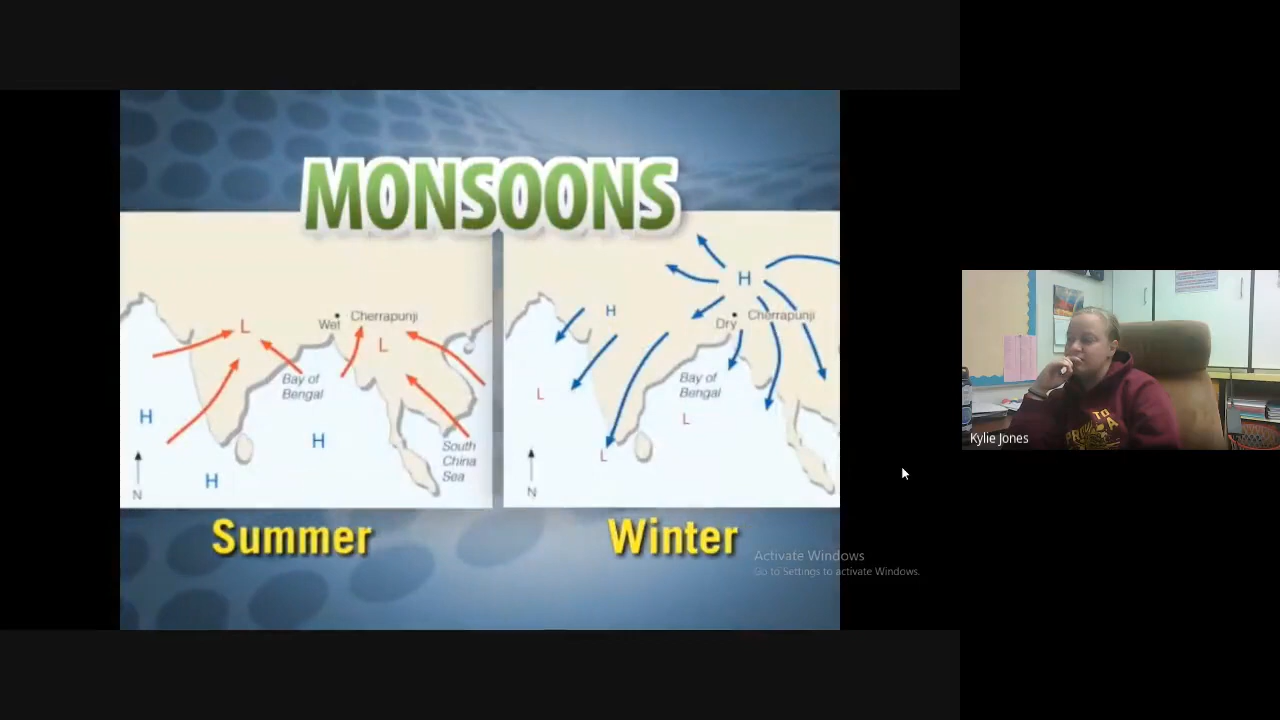 MONSOONS
L
Wet
Cherrapunji
L
Bay of
Bengal
H
H
H
South
China
Sea
N
Summer
H
H
Dry
Cherrapunji
L
Bay of
Bengal
L
L
N
Winter
Activate Windows
Go to Settings to activate Windows.
Kylie Jones
TO